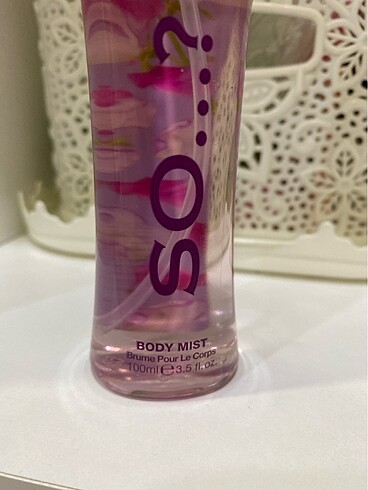 SO...?
BODY MIST
Brume Pour Le Corps
100ml ℮ 3.5 fl.oz.